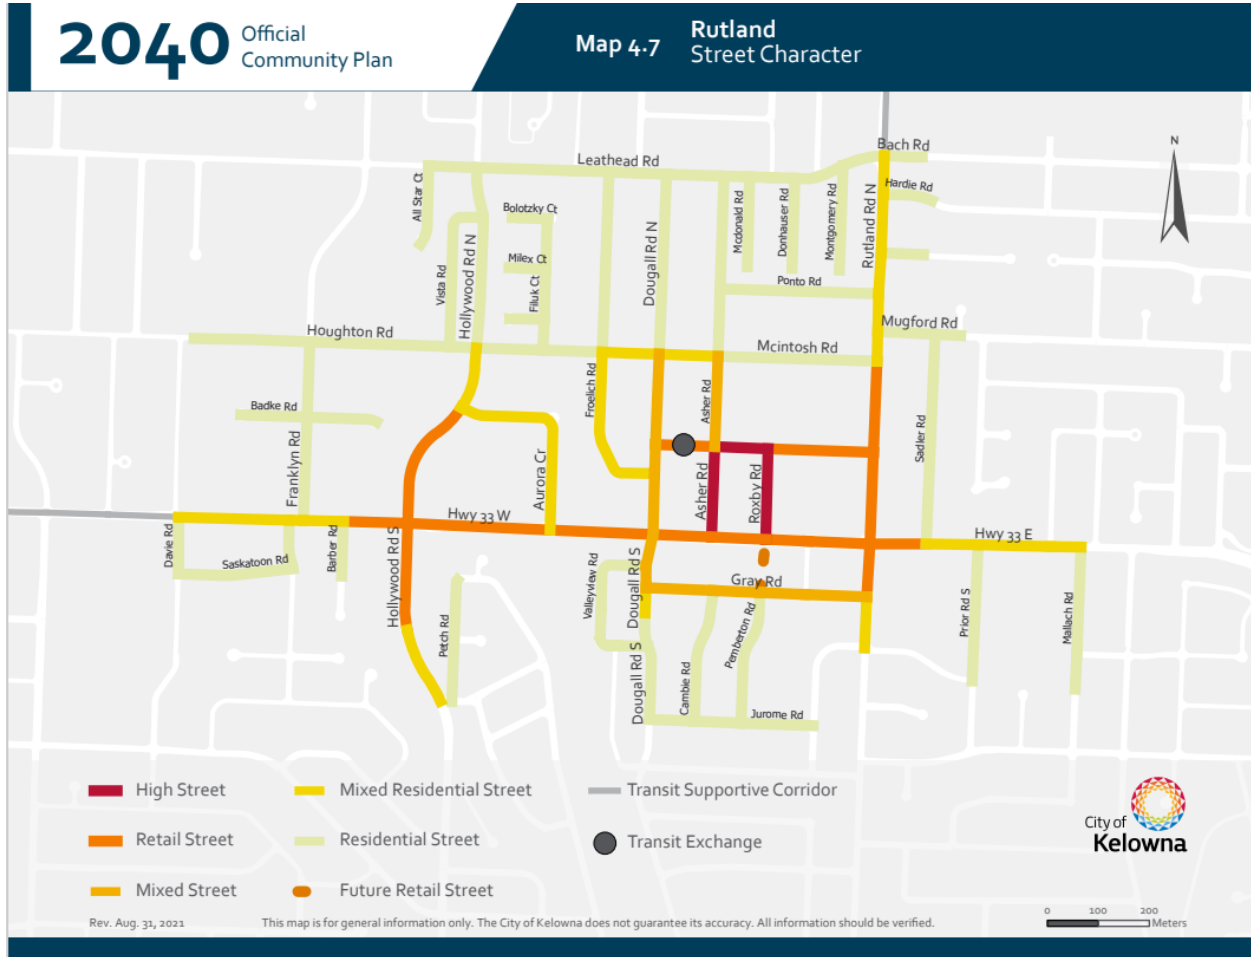 2040 Official
Community Plan
Map 4.7
Rutland
Street Character
Bach Rd
Leathead Rd
N
All Star Ct
Bolotzky Ct
Mcdonald Rd
Donhauser Rd
Montgomery Rd
Rutland Rd N
Hardie Rd
Hollywood Rd N
Vista Rd
Milex Ct
Filuk Ct
Dougall Rd N
Ponto Rd
Houghton Rd
Mugford Rd
Mcintosh Rd
Froelich Rd
Asher Rd
Badke Rd
Franklyn Rd
Sadler Rd
Aurora Cr
Asher Rd
Roxby Rd
Hwy 33 W
Hwy 33 E
Davie Rd
Saskatoon Rd
Barber Rd
Hollywood Rd S
Petch Rd
Valleyview Rd
Dougall Rd S
Gray Rd
Pemberton Rd
Prior Rd S
Mallach Rd
Dougall Rd S
Cambie Rd
Jurome Rd
High Street
Mixed Residential Street
Transit Supportive Corridor
Retail Street
Residential Street
Transit Exchange
Mixed Street
Future Retail Street
City of
Kelowna
Rev. Aug. 31, 2021
This map is for general information only. The City of Kelowna does not guarantee its accuracy. All information should be verified.
0 100 200
Meters